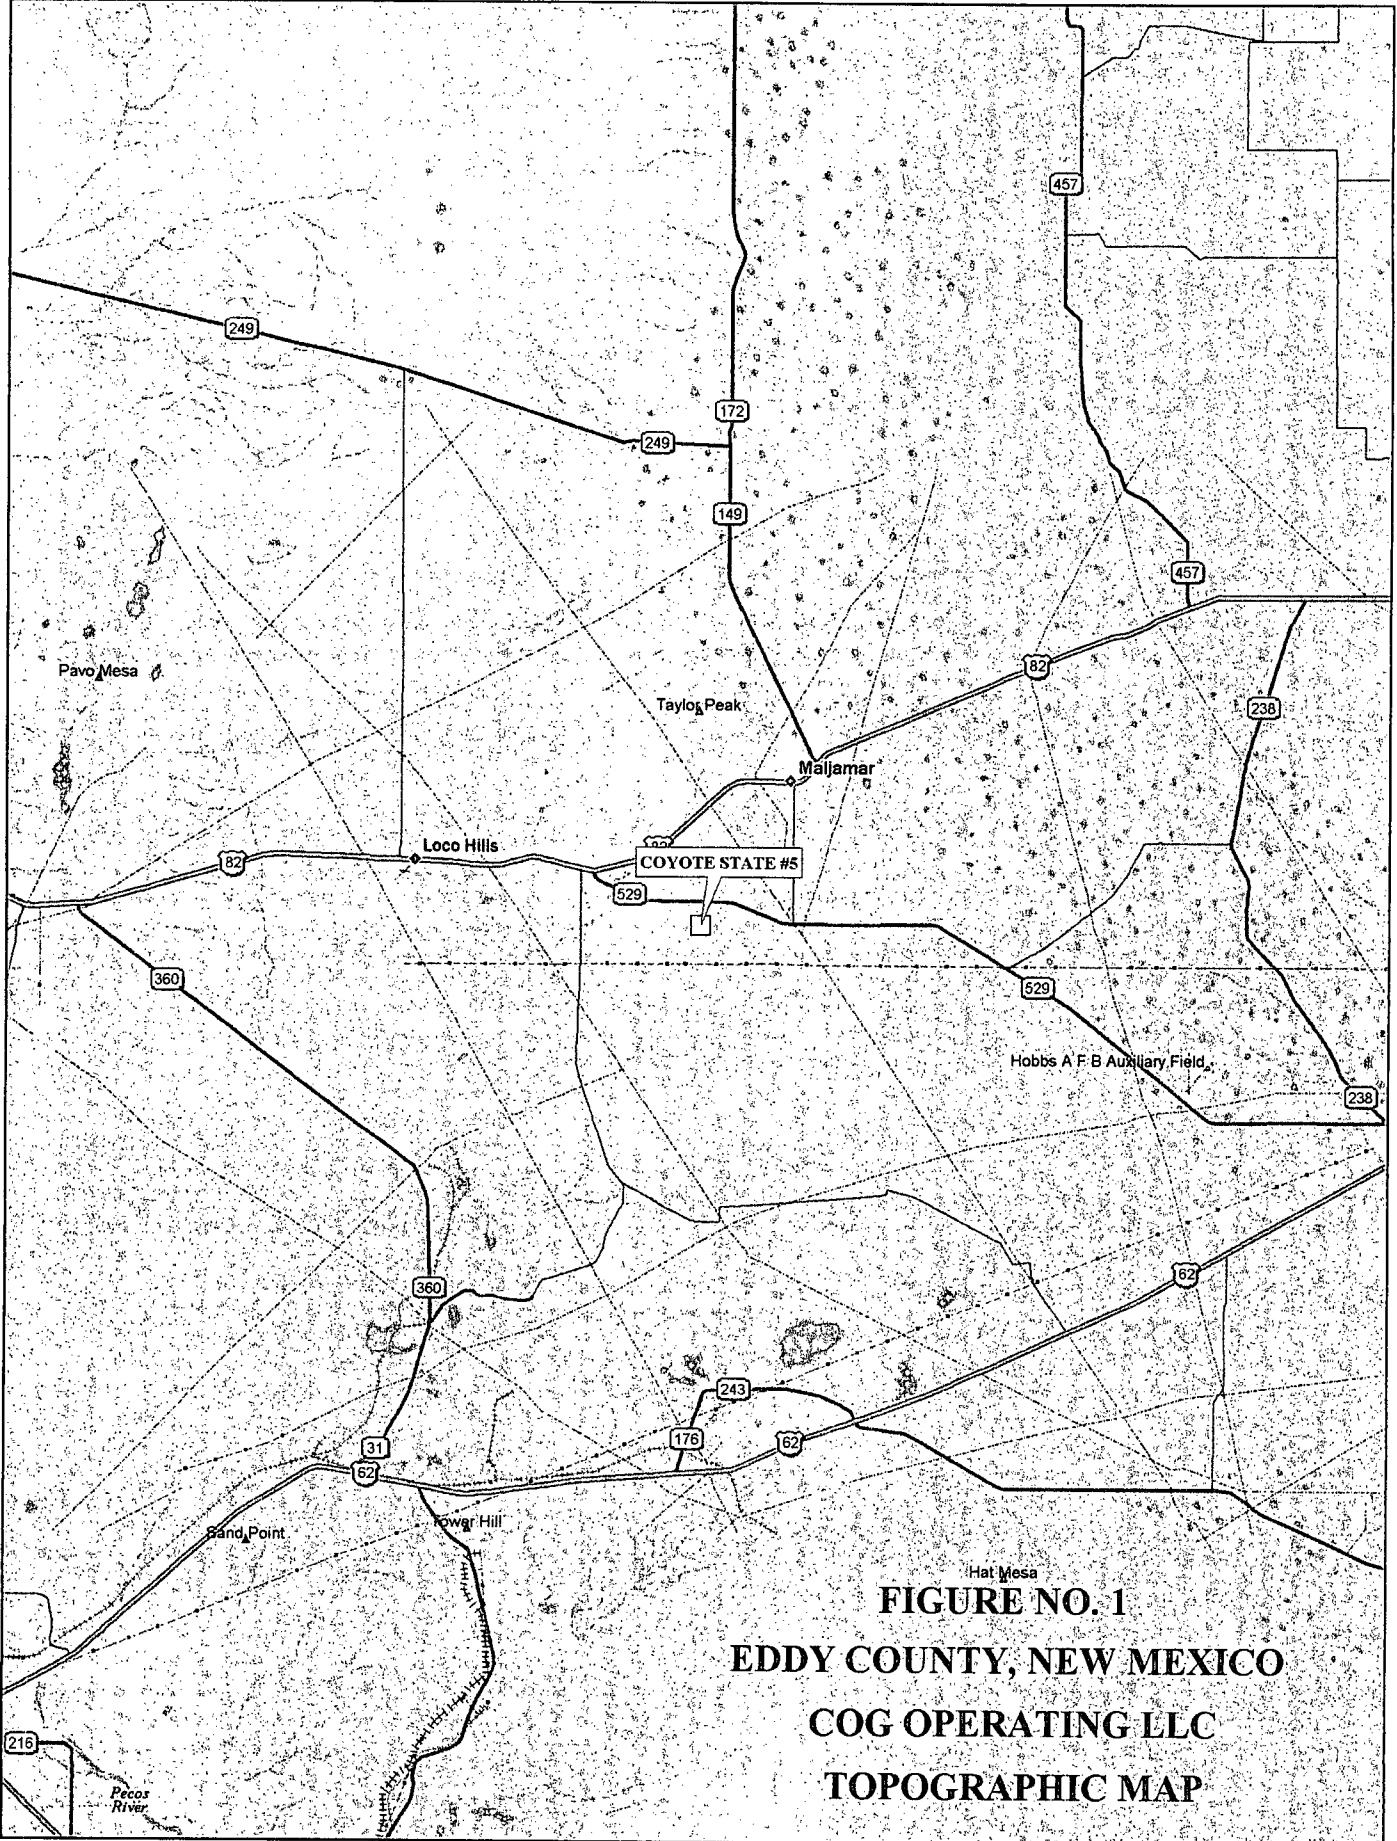 457
249
172
249
149
457
Pavo Mesa
82
Taylor Peak
238
Maljamar
Loco Hills
82
82
COYOTE STATE #5
529
360
529
Hobbs A F B Auxiliary Field
238
360
62
243
176
62
31
62
Sand Point
Tower Hill
Hat Mesa
FIGURE NO. 1
EDDY COUNTY, NEW MEXICO
COG OPERATING LLC
TOPOGRAPHIC MAP
216
Pecos
River